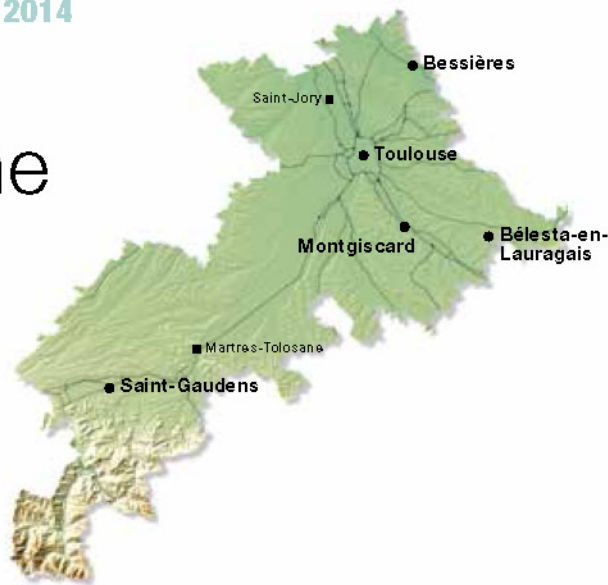 2014
Bessières
Saint-Jory
Toulouse
Montgiscard
Bélesta-en-
Lauragais
Martres-Tolosane
Saint-Gaudens